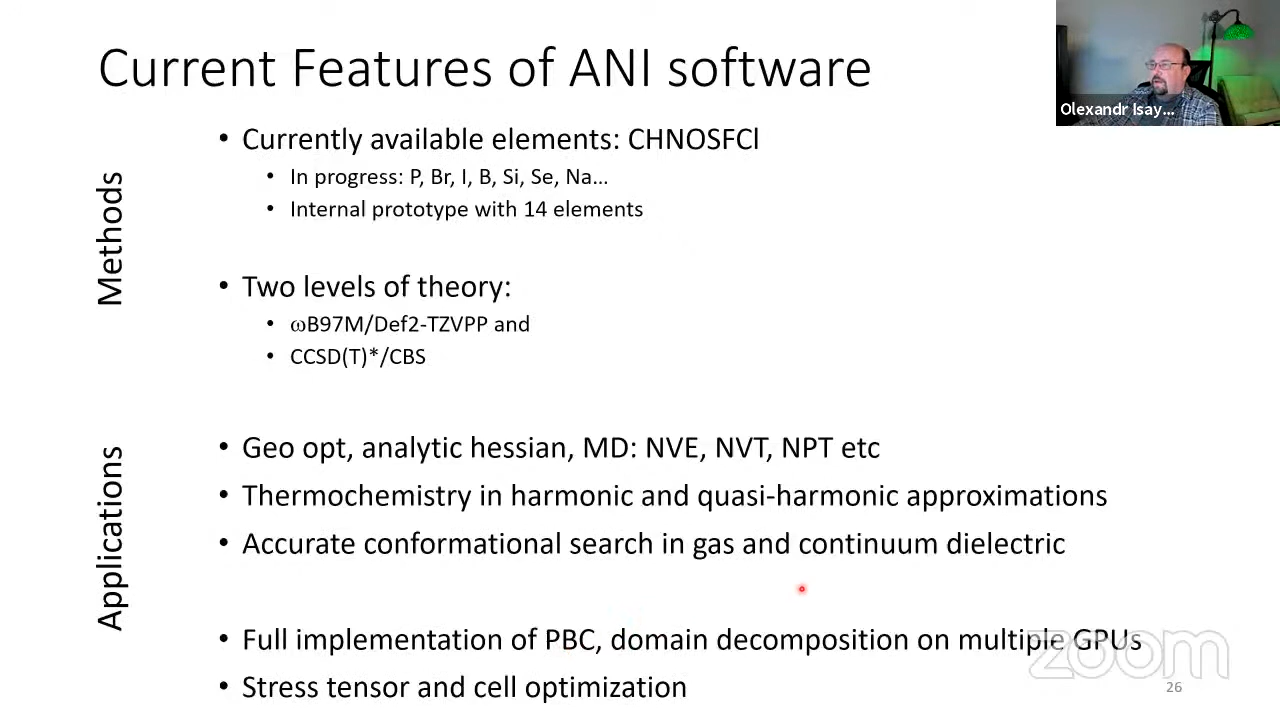 Current Features of ANI software
Olexandr Isay...
Methods
• Currently available elements: CHNOSFCl
• In progress: P, Br, I, B, Si, Se, Na…
• Internal prototype with 14 elements
• Two levels of theory:
• ωB97M/Def2-TZVPP and
• CCSD(T)*/CBS
Applications
• Geo opt, analytic hessian, MD: NVE, NVT, NPT etc
• Thermochemistry in harmonic and quasi-harmonic approximations
• Accurate conformational search in gas and continuum dielectric
• Full implementation of PBC, domain decomposition on multiple GPUs
• Stress tensor and cell optimization
zoom
26